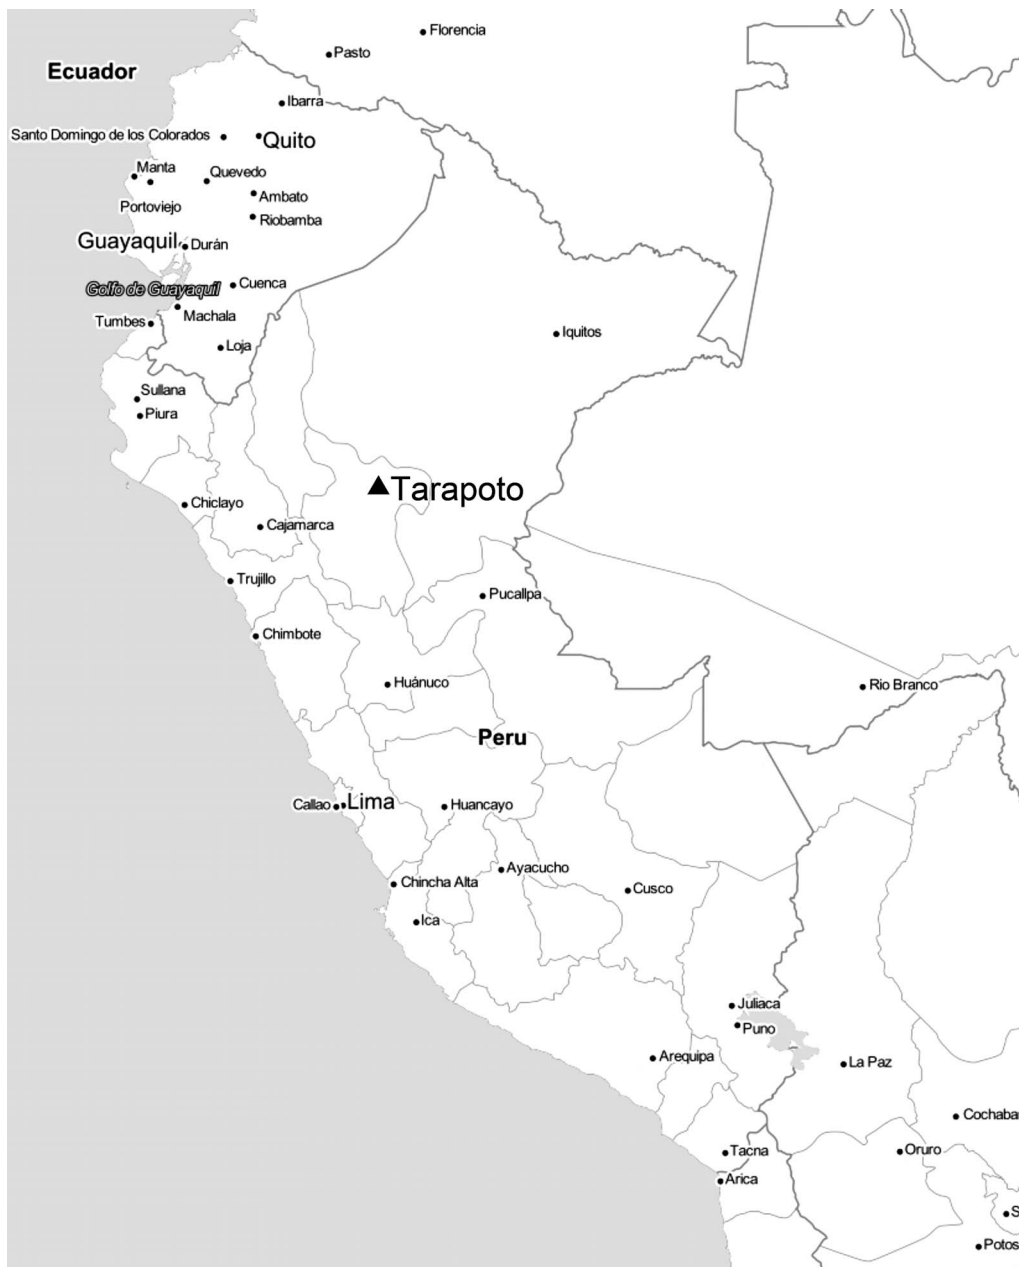 Florencia
Pasto
Ecuador
Ibarra
Santo Domingo de los Colorados
Quito
Manta
Quevedo
Ambato
Portoviejo
Riobamba
Guayaquil
Durán
Golfo de Guayaquil
Cuenca
Machala
Tumbes
Iquitos
Loja
Sullana
Piura
Tarapoto
Chiclayo
Cajamarca
Trujillo
Pucallpa
Chimbote
Huánuco
Rio Branco
Peru
Callao
Lima
Huancayo
Ayacucho
Chincha Alta
Cusco
Ica
Juliaca
Puno
Arequipa
La Paz
Cochaba
Tacna
Oruro
Arica
S
Potos